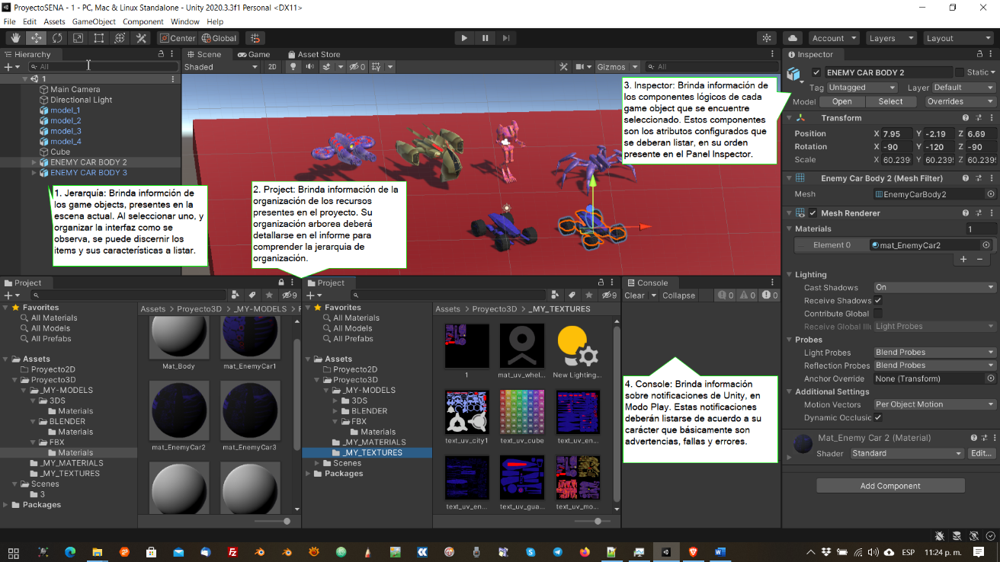 ProyectoSENA - 1 - PC, Mac & Linux Standalone - Unity 2020.3.3f1 Personal <DX11>
File Edit Assets GameObject Component Window Help
Center Global
Account Layers Layout
Hierarchy
All
1
Main Camera
Directional Light
model_1
model_2
model_3
model_4
Cube
ENEMY CAR BODY 2
ENEMY CAR BODY 3
1. Jerarquía: Brinda informción de
los game objects, presentes en la
escena actual. Al seleccionar uno, y
organizar la interfaz como se
observa, se puede discernir los
items y sus características a listar.
Scene Game Asset Store
Shaded 2D 0 Gizmos All
2. Project: Brinda información de la
organización de los recursos
presentes en el proyecto. Su
organización arborea deberá
detallarse en el informe para
comprender la jerarquia de
organización.
3. Inspector: Brinda información de
los componentes lógicos de cada
game object que se encuentre
seleccionado. Estos componentes
son los atributos configurados que
se deberan listar, en su orden
presente en el Panel Inspector.
Inspector
ENEMY CAR BODY 2 Static
Tag Untagged Layer Default
Model Open Select Overrides
Transform
Position X 7.95 Y -2.19 Z 6.69
Rotation X -90 Y -120 Z -90
Scale X 60.239 Y 60.239 Z 60.239
Enemy Car Body 2 (Mesh Filter)
Mesh EnemyCarBody2
Mesh Renderer
Materials 1
Element 0 mat_EnemyCar2
+ −
Lighting
Cast Shadows On
Receive Shadows
Contribute Global
Receive Global Illu Light Probes
Probes
Light Probes Blend Probes
Reflection Probes Blend Probes
Anchor Override None (Transform)
Additional Settings
Motion Vectors Per Object Motion
Dynamic Occlusic
Mat_Enemy Car 2 (Material)
Shader Standard Edit...
Add Component
Project
9
Favorites
All Materials
All Models
All Prefabs
Assets
Proyecto2D
Proyecto3D
_MY-MODELS
3DS
Materials
BLENDER
Materials
FBX
Materials
_MY_MATERIALS
_MY_TEXTURES
Scenes
3
Packages
Assets > Proyecto3D > _MY-MODELS > F
Mat_Body mat_EnemyCar1
mat_EnemyCar2 mat_EnemyCar3
Project
9
Favorites
All Materials
All Models
All Prefabs
Assets
Proyecto2D
Proyecto3D
_MY-MODELS
3DS
BLENDER
FBX
Materials
_MY_MATERIALS
_MY_TEXTURES
Scenes
Packages
Assets > Proyecto3D > _MY_TEXTURES
1 mat_uv_whel... New Lighting...
text_uv_city1 text_uv_cube text_uv_en...
text_uv_en... text_uv_gua... text_uv_mo...
Console
Clear Collapse 0 0 0
4. Console: Brinda información
sobre notificaciones de Unity, en
Modo Play. Estas notificaciones
deberán listarse de acuerdo a su
carácter que básicamente son
advertencias, fallas y errores.
ESP 11:24 p. m.